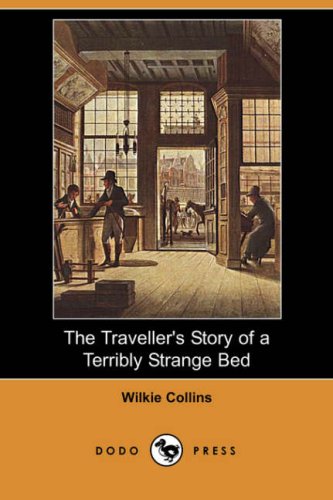 The Traveller's Story of a
Terribly Strange Bed
Wilkie Collins
DODO PRESS